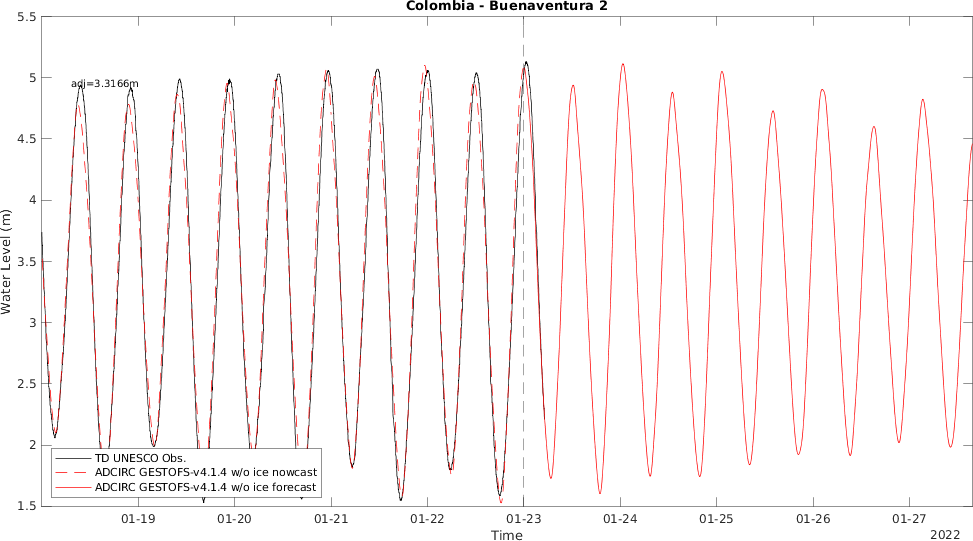 Colombia - Buenaventura 2
5.5
5
4.5
4
3.5
3
2.5
2
1.5
Water Level (m)
adj=3.3166m
TD UNESCO Obs.
ADCIRC GESTOFS-v4.1.4 w/o ice nowcast
ADCIRC GESTOFS-v4.1.4 w/o ice forecast
01-19 01-20 01-21 01-22 01-23 01-24 01-25 01-26 01-27
Time
2022